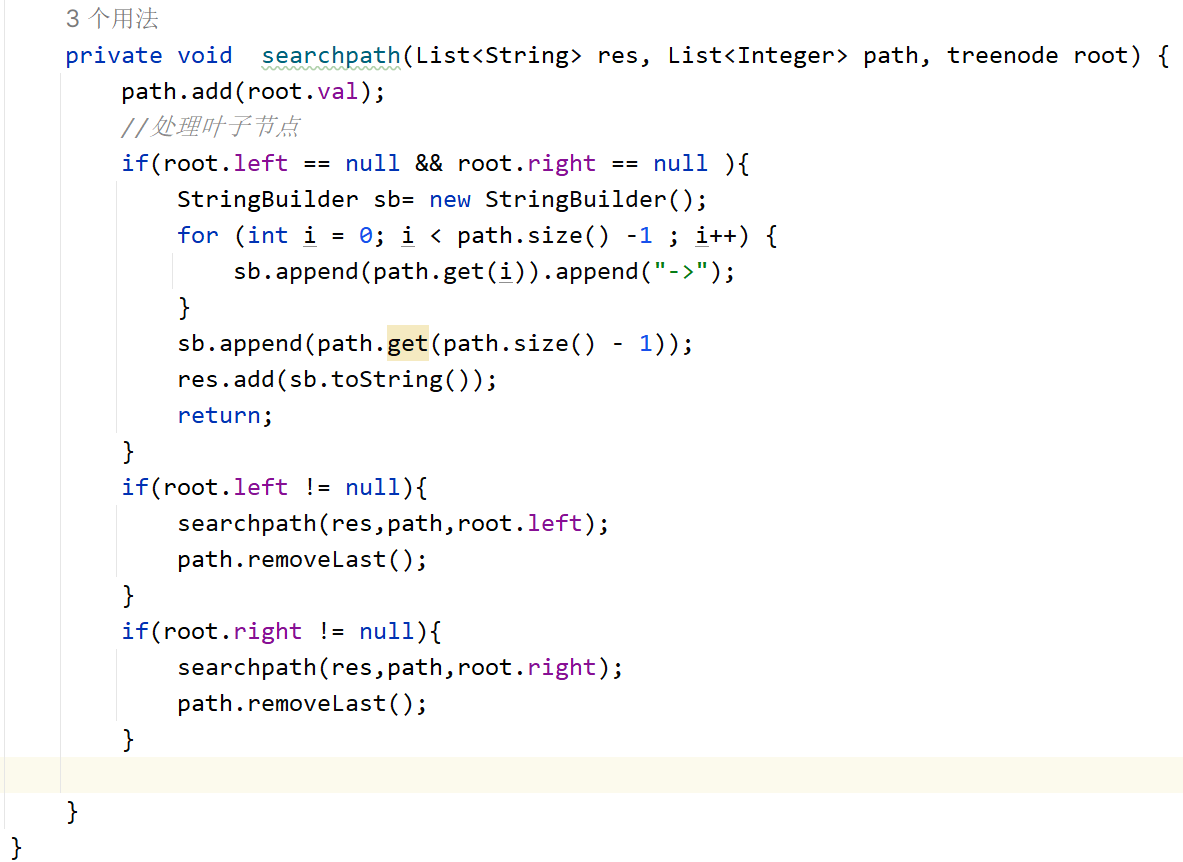 3 个用法
private void  searchpath(List<String> res, List<Integer> path, treenode root) {
    path.add(root.val);
    //处理叶子节点
    if(root.left == null && root.right == null ){
        StringBuilder sb= new StringBuilder();
        for (int i = 0; i < path.size() -1 ; i++) {
            sb.append(path.get(i)).append("->");
        }
        sb.append(path.get(path.size() - 1));
        res.add(sb.toString());
        return;
    }
    if(root.left != null){
        searchpath(res,path,root.left);
        path.removeLast();
    }
    if(root.right != null){
        searchpath(res,path,root.right);
        path.removeLast();
    }
}
}